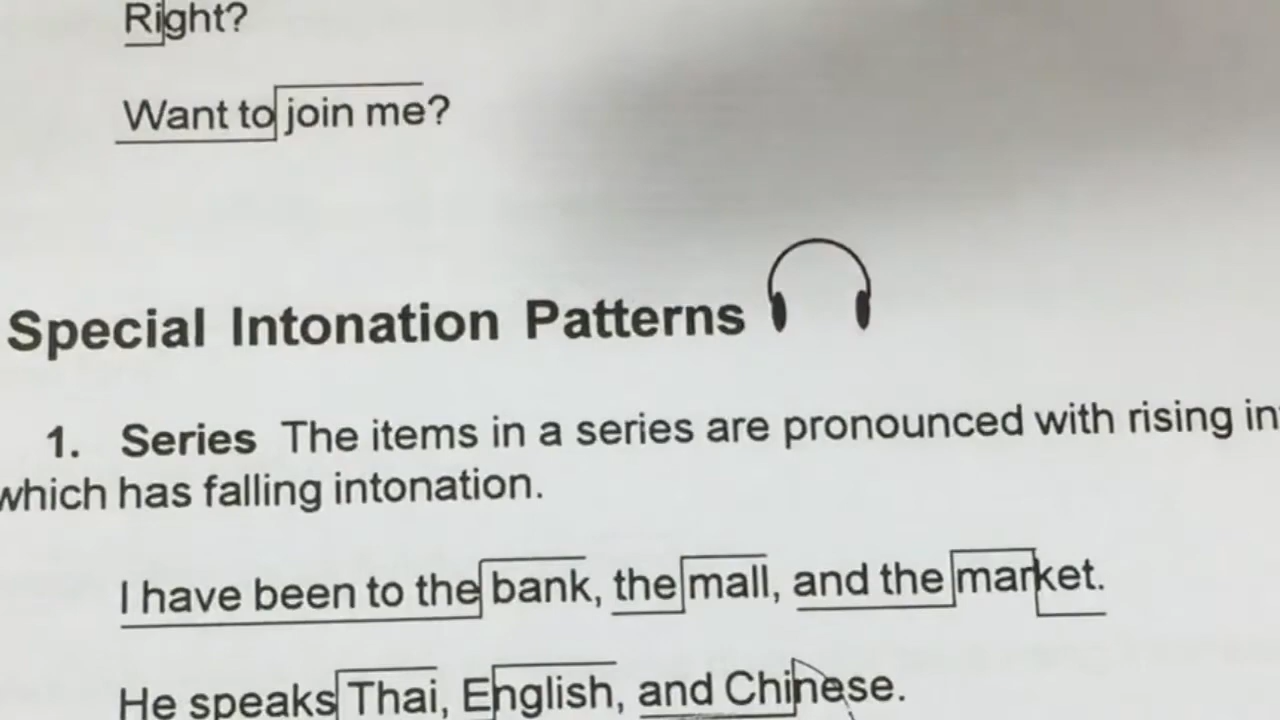 Right?
Want to join me?
Special Intonation Patterns
1. Series The items in a series are pronounced with rising
which has falling intonation.
I have been to the bank, the mall, and the market.
He speaks Thai, English, and Chinese.